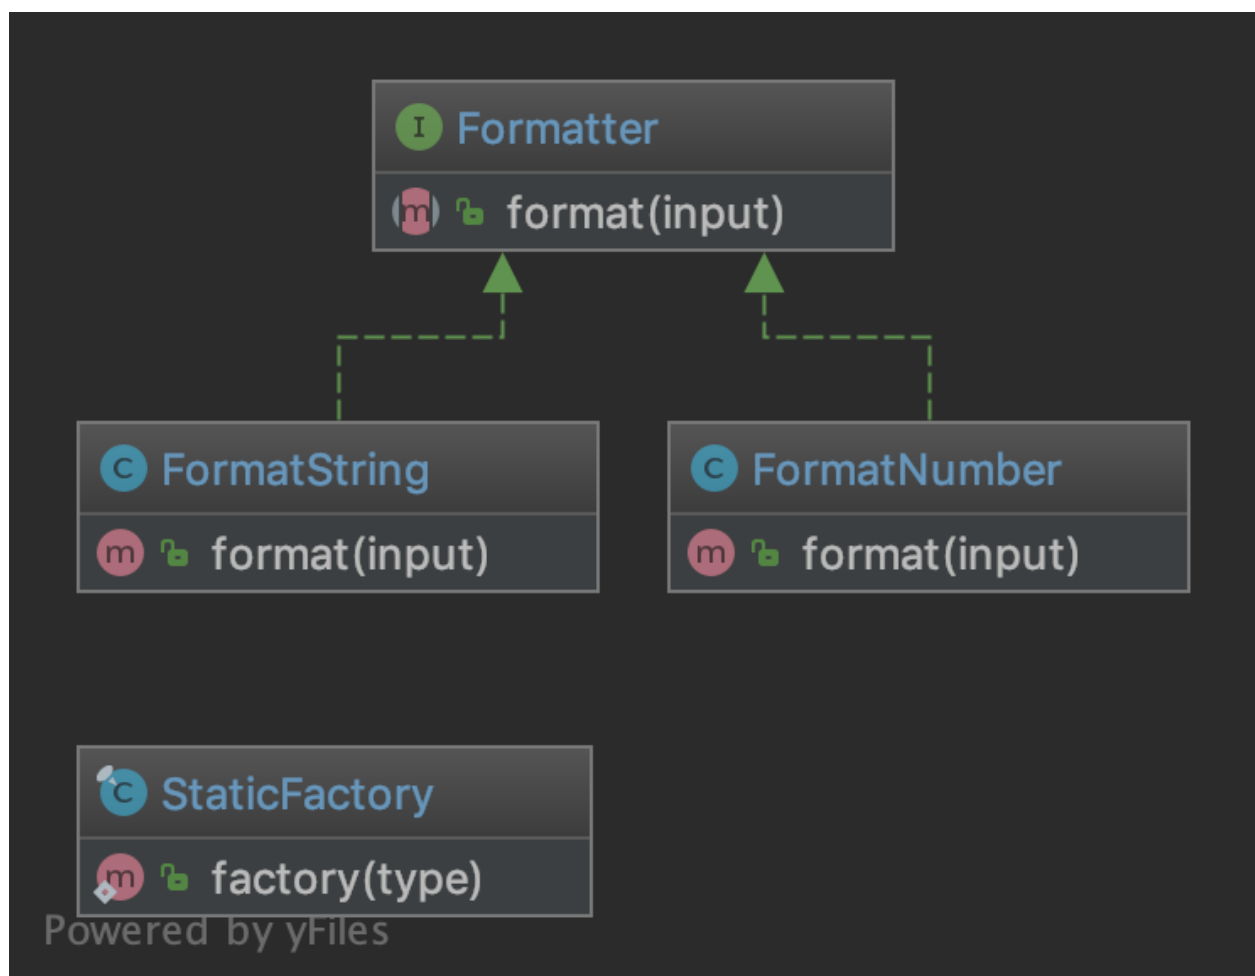 I Formatter
m format(input)
C FormatString
m format(input)
C FormatNumber
m format(input)
C StaticFactory
m factory(type)
Powered by yFiles